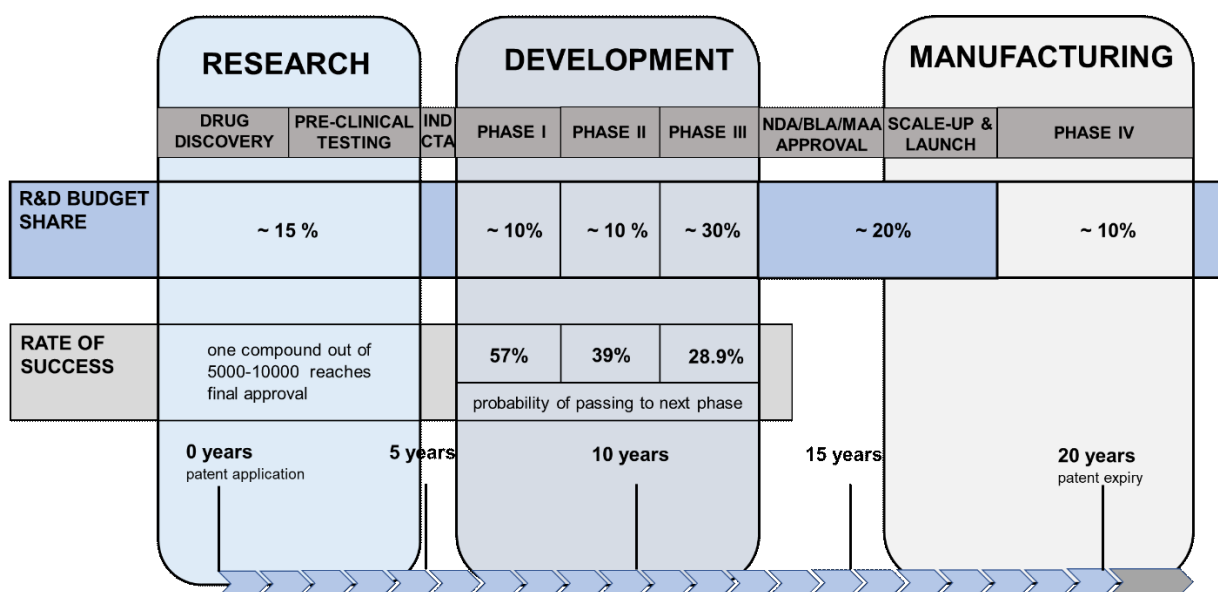 RESEARCH
DEVELOPMENT
MANUFACTURING
DRUG
DISCOVERY
PRE-CLINICAL
TESTING
IND
CTA
PHASE I
PHASE II
PHASE III
NDA/BLA/MAA
APPROVAL
SCALE-UP &
LAUNCH
PHASE IV
R&D BUDGET
SHARE
~ 15 %
~ 10%
~ 10 %
~ 30%
~ 20%
~ 10%
RATE OF
SUCCESS
one compound out of
5000-10000 reaches
final approval
57%
39%
28.9%
probability of passing to next phase
0 years
patent application
5 years
10 years
15 years
20 years
patent expiry